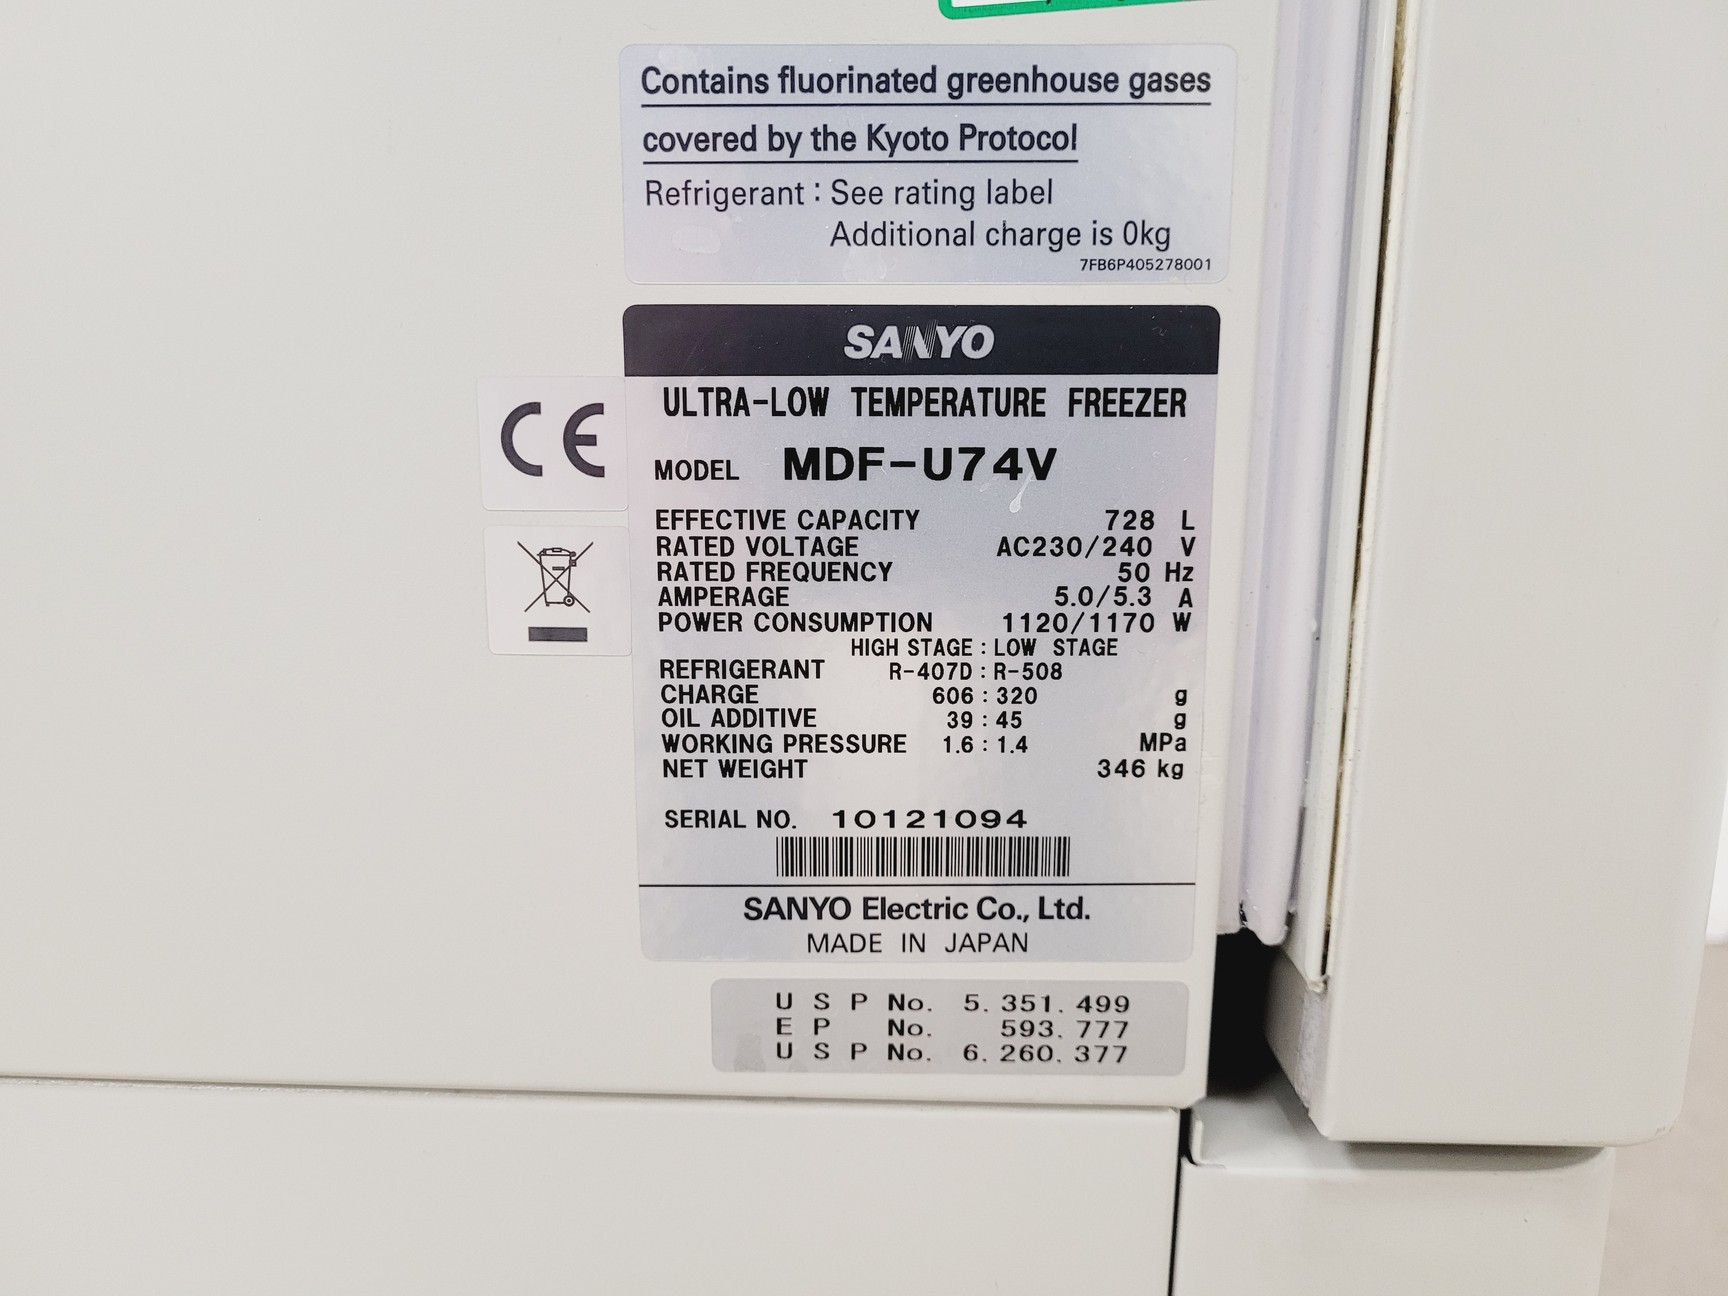 Contains fluorinated greenhouse gases
covered by the Kyoto Protocol
Refrigerant : See rating label
Additional charge is 0kg
7FB6P405278001
SANYO
ULTRA-LOW TEMPERATURE FREEZER
MODEL MDF-U74V
EFFECTIVE CAPACITY 728 L
RATED VOLTAGE AC230/240 V
RATED FREQUENCY 50 Hz
AMPERAGE 5.0/5.3 A
POWER CONSUMPTION 1120/1170 W
HIGH STAGE : LOW STAGE
REFRIGERANT R-407D : R-508
CHARGE 606 : 320 g
OIL ADDITIVE 39 : 45 g
WORKING PRESSURE 1.6 : 1.4 MPa
NET WEIGHT 346 kg
SERIAL NO. 10121094
SANYO Electric Co., Ltd.
MADE IN JAPAN
CE
U S P No. 5. 351. 499
E P No. 593. 777
U S P No. 6. 260. 377